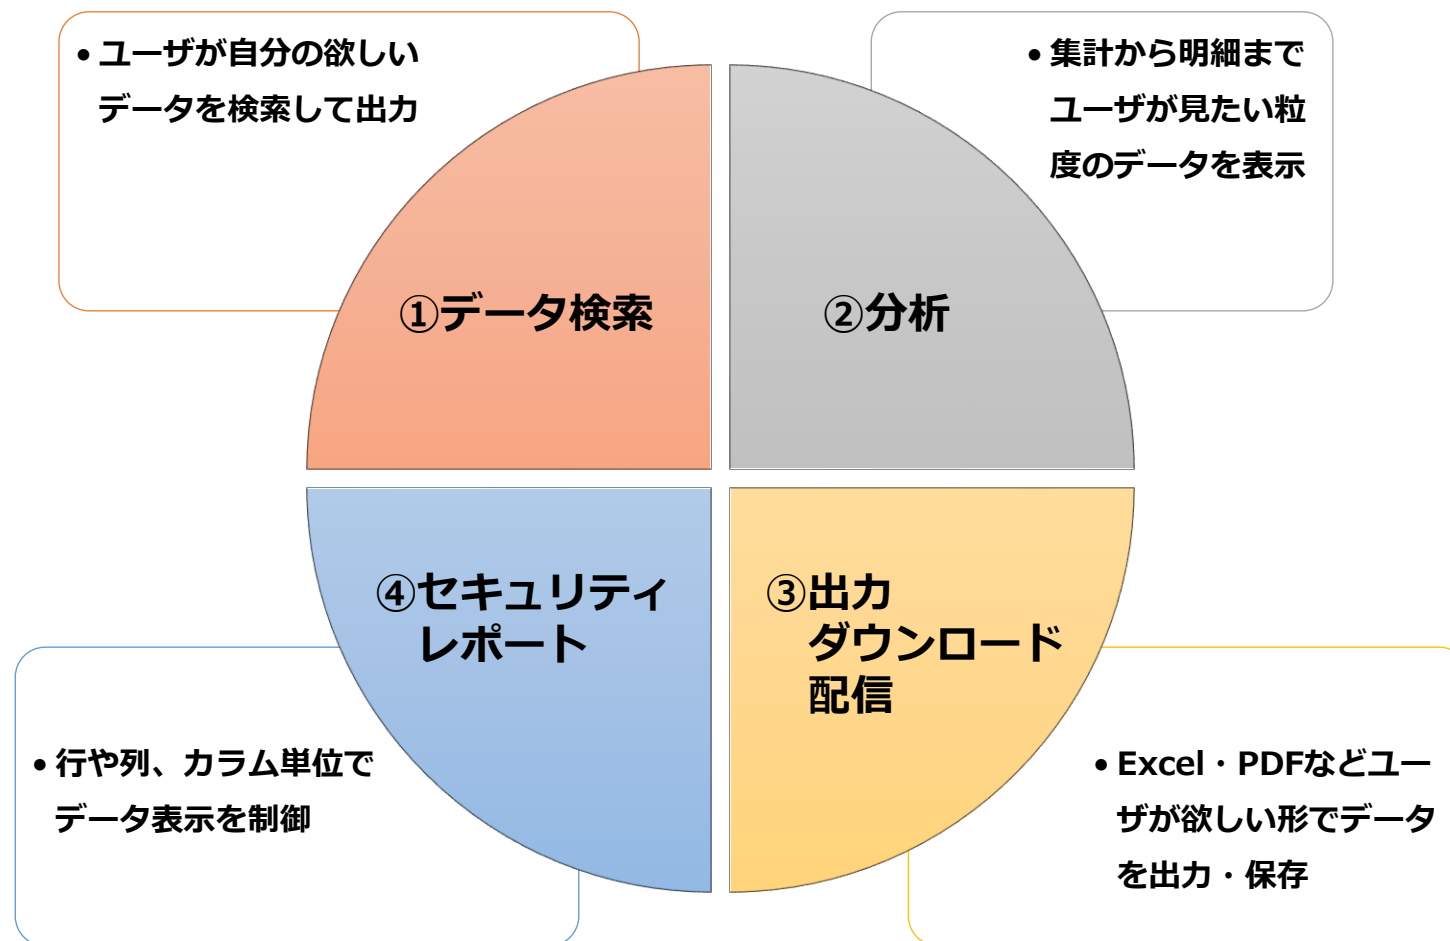 • ユーザが自分の欲しい
データを検索して出力
• 集計から明細まで
ユーザが見たい粒
度のデータを表示
①データ検索
②分析
④セキュリティ
レポート
③出力
ダウンロード
配信
• 行や列、カラム単位で
データ表示を制御
• Excel・PDFなどユー
ザが欲しい形でデータ
を出力・保存